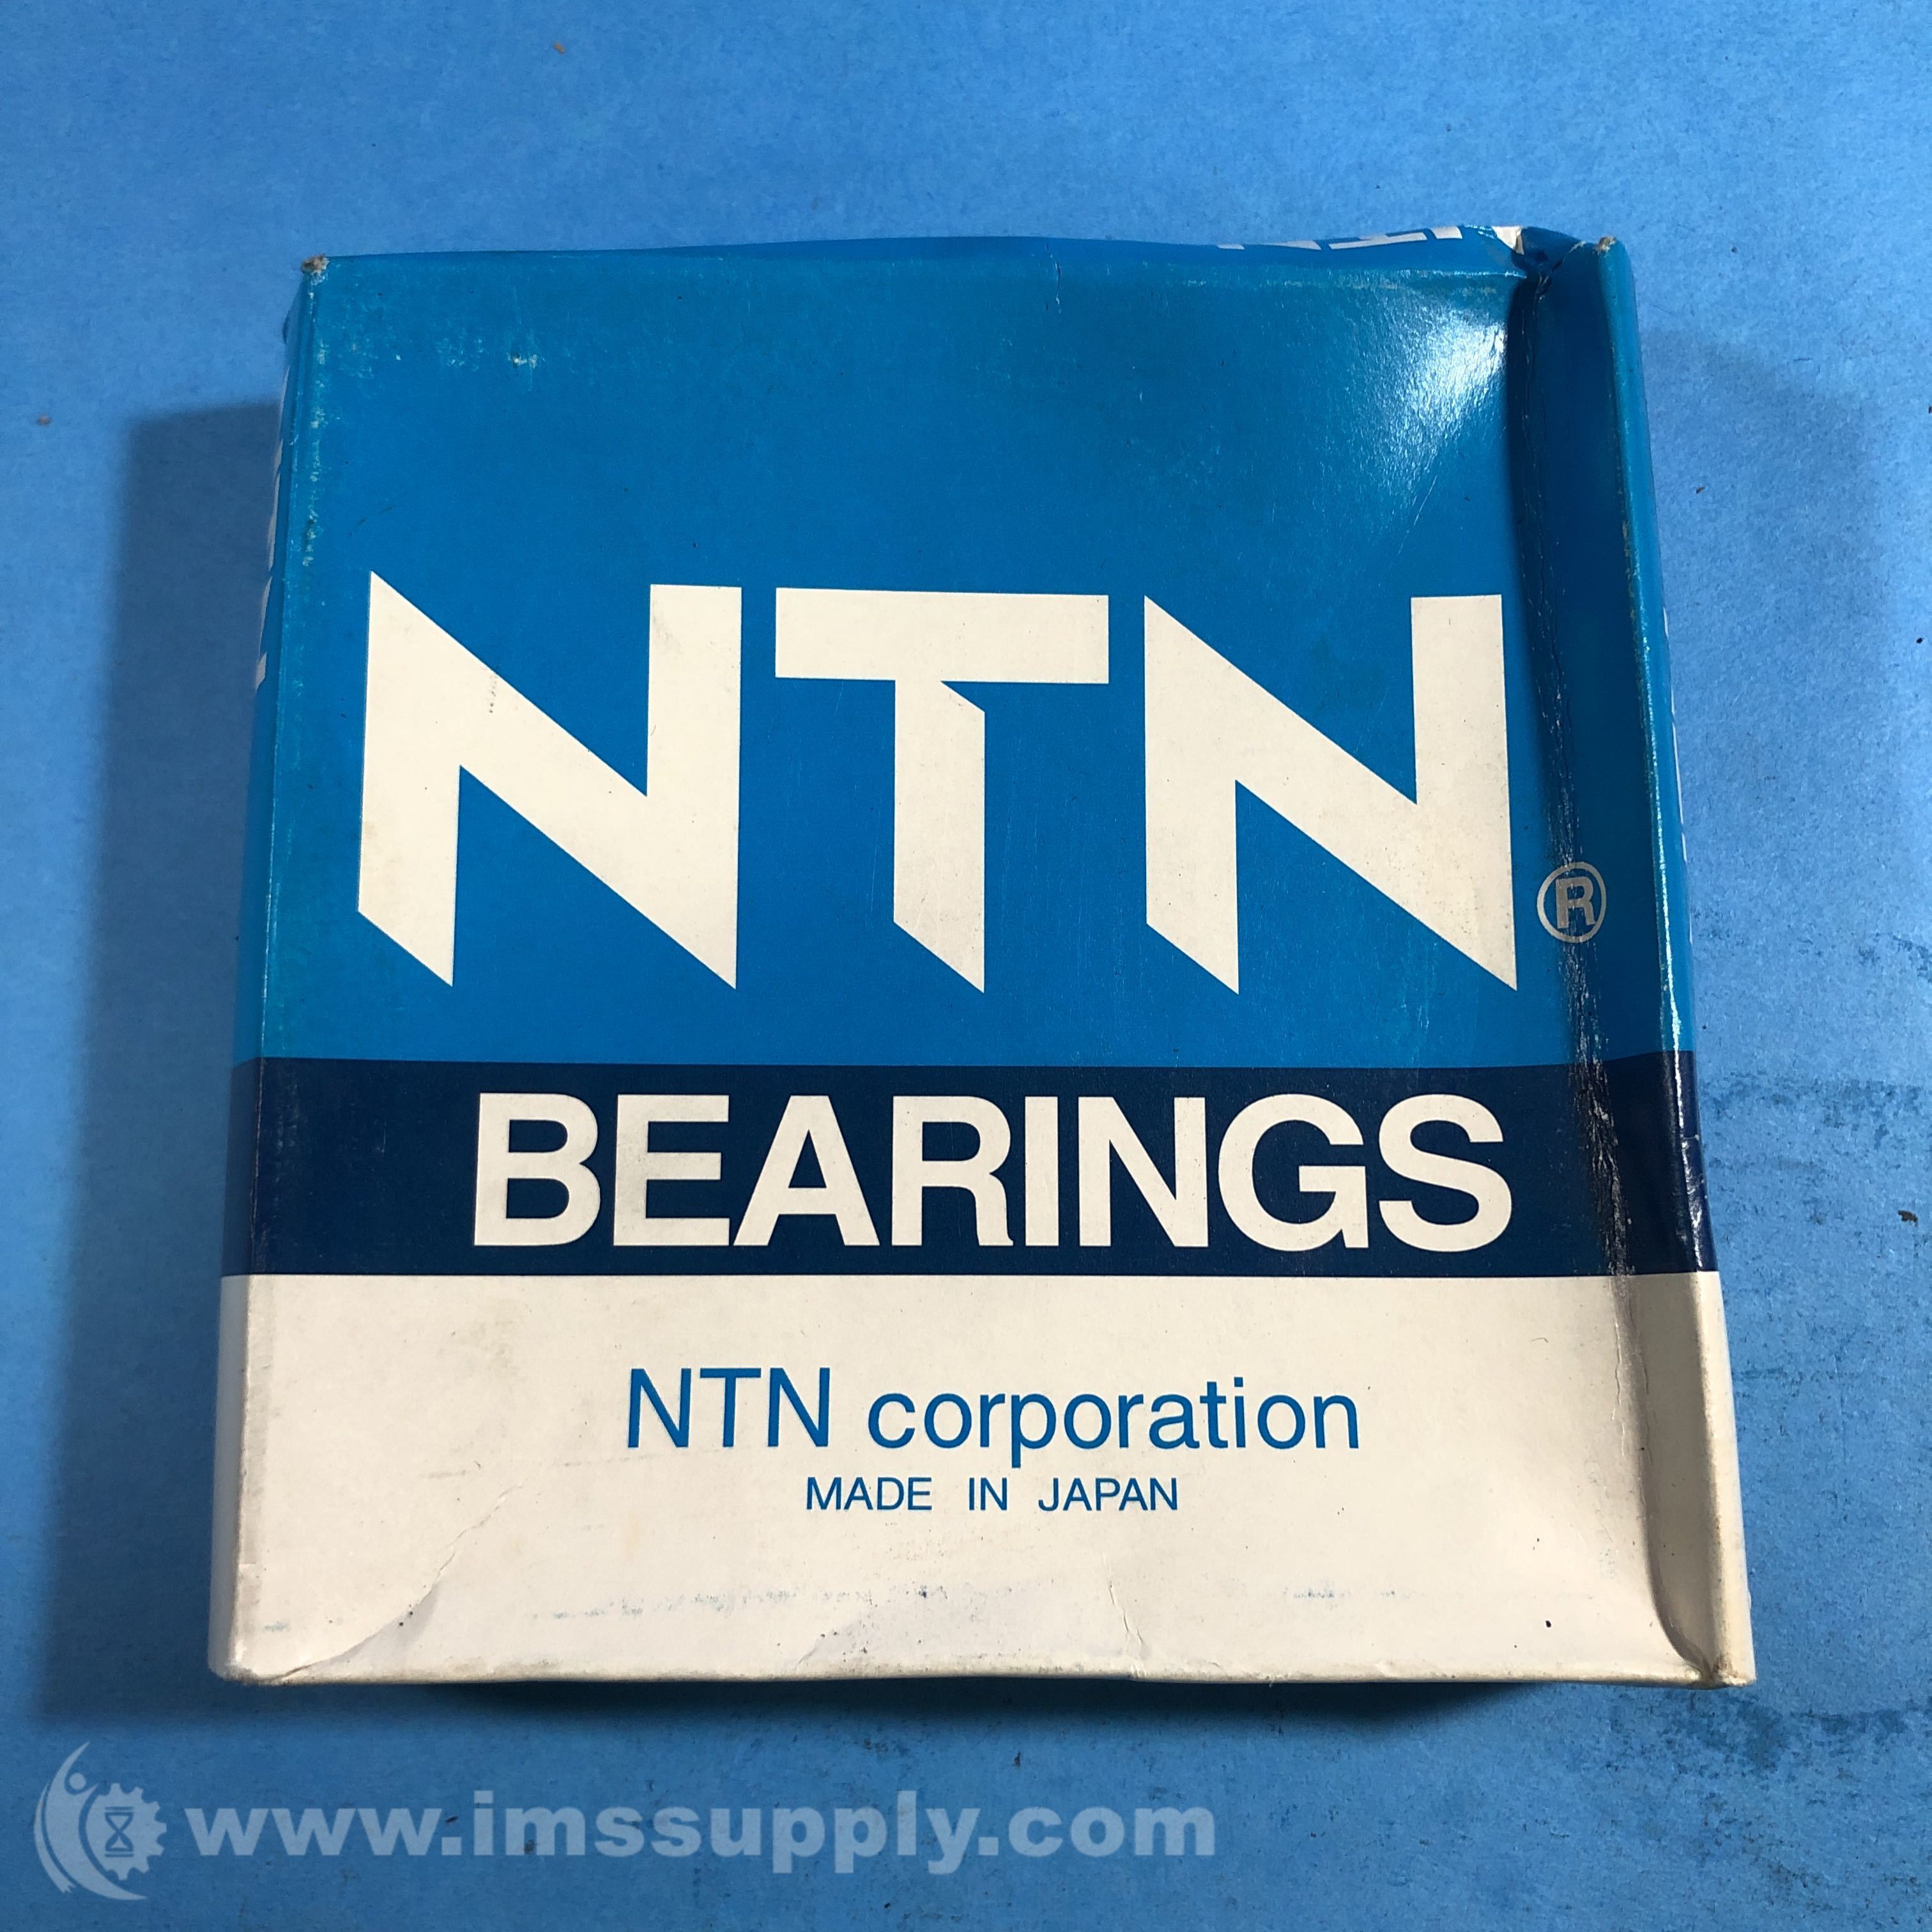 NTN®
BEARINGS
NTN corporation
MADE IN JAPAN
www.imssupply.com